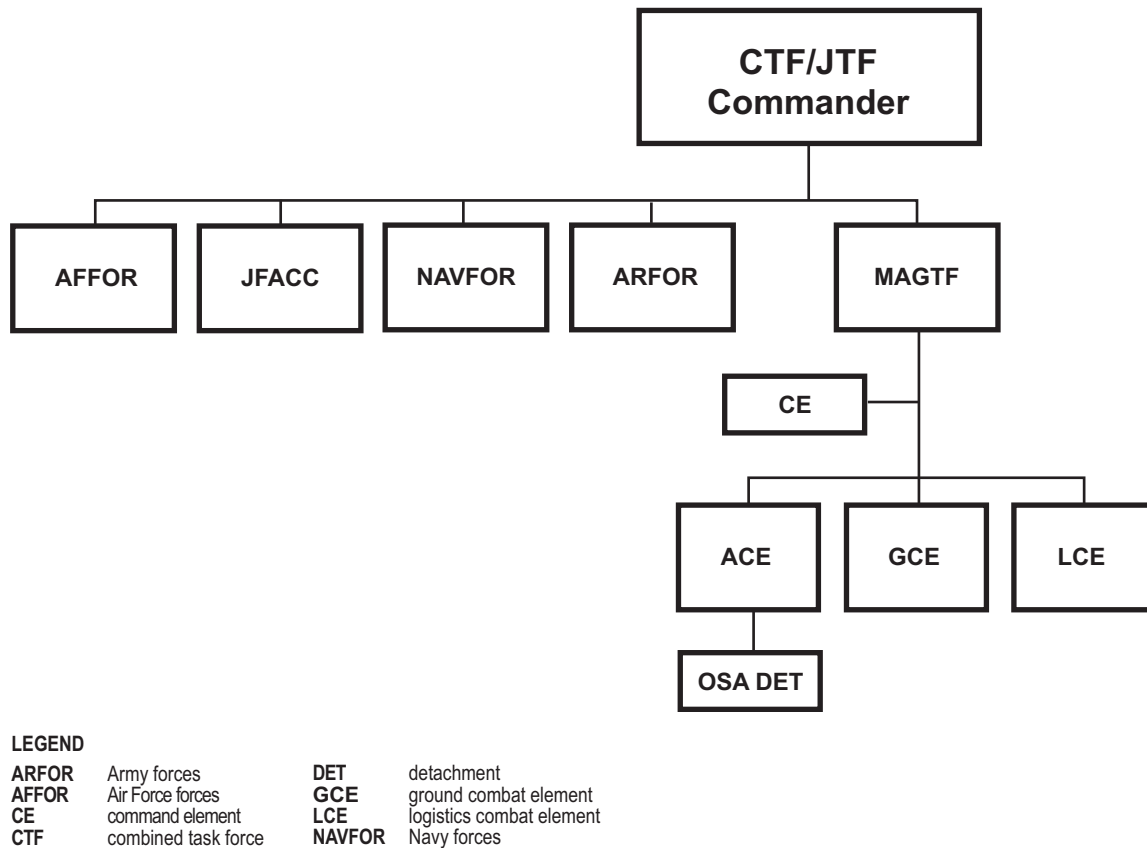 CTF/JTF
Commander
AFFOR JFACC NAVFOR ARFOR MAGTF
CE
ACE GCE LCE
OSA DET
LEGEND
ARFOR Army forces DET detachment
AFFOR Air Force forces GCE ground combat element
CE command element LCE logistics combat element
CTF combined task force NAVFOR Navy forces